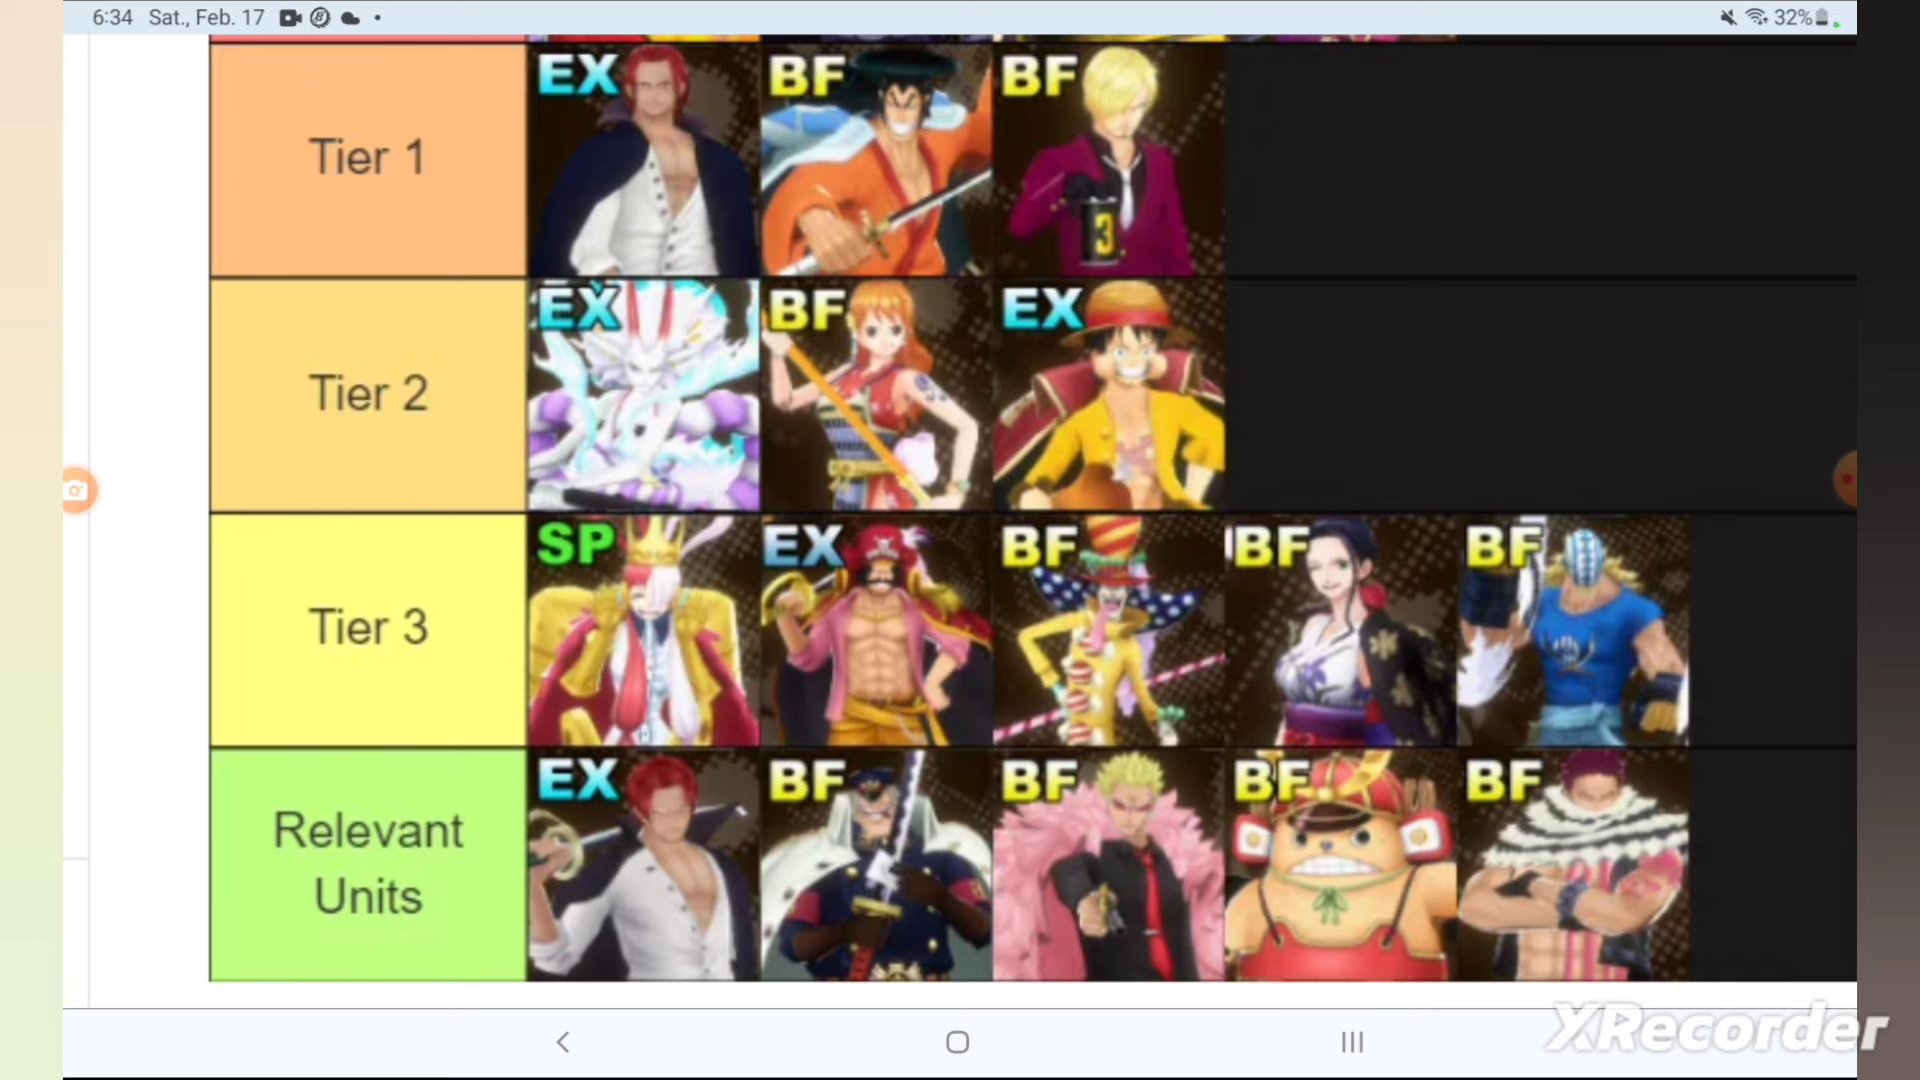 6:34 Sat., Feb. 17
32%
Tier 1
EX
BF
BF
3
Tier 2
EX
BF
EX
Tier 3
SP
EX
BF
BF
BF
Relevant
Units
EX
BF
BF
BF
BF
XRecorder